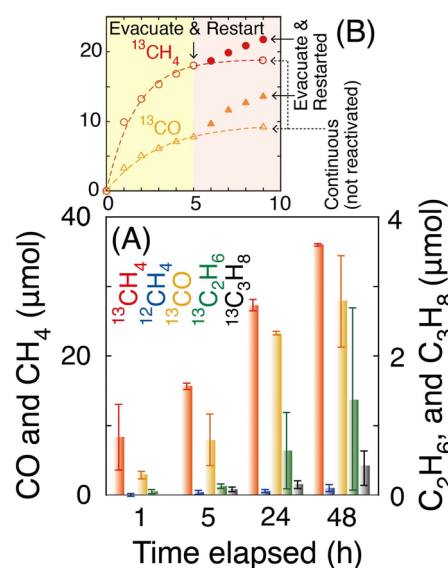 Evacuate & Restart
(B)
20
10
0
¹³CH₄
¹³CO
0 5 10
Evacuate &
Restarted
Continuous
(not reactivated)
(A)
40
20
0
4
2
0
¹³CH₄
¹²CH₄
¹³CO
¹³C₂H₆
¹³C₃H₈
CO and CH₄ (μmol)
C₂H₆, and C₃H₈ (μmol)
1 5 24 48
Time elapsed (h)